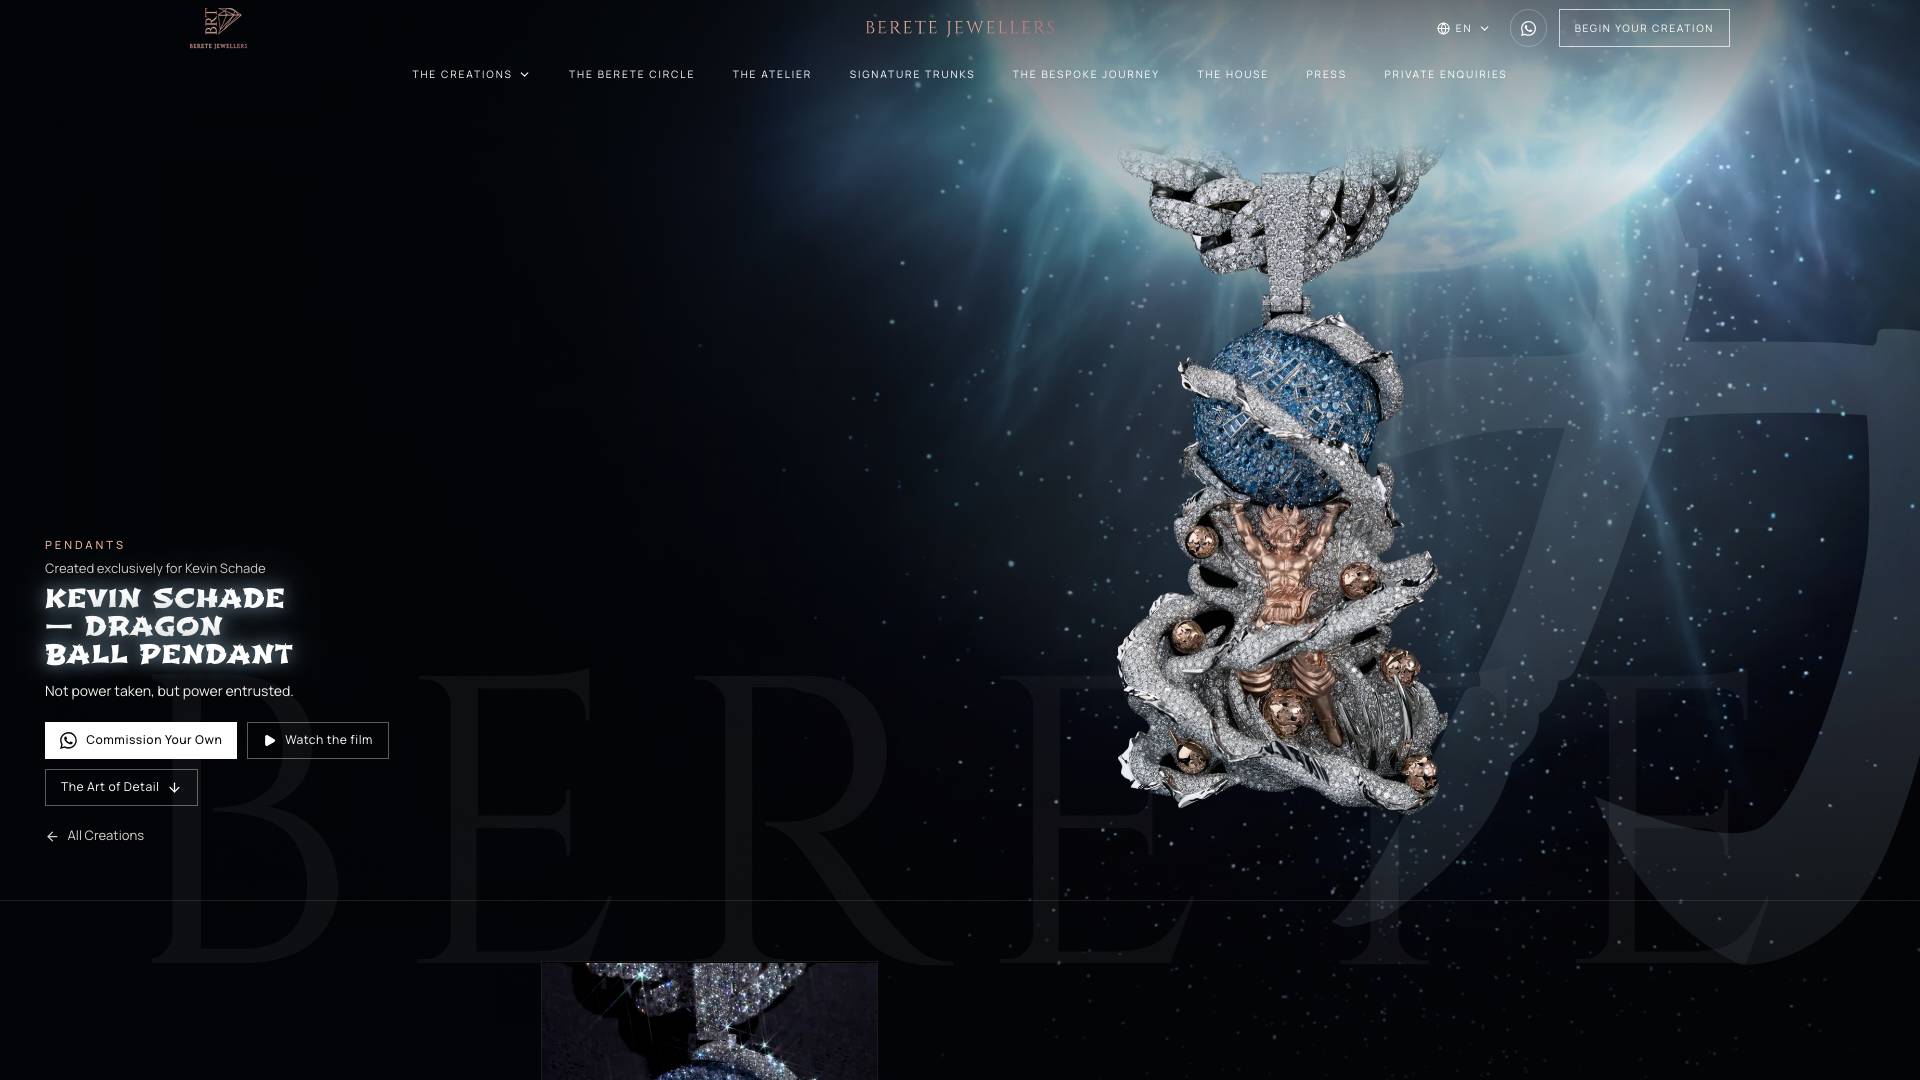 BRT
BERETE JEWELLERS
BERETE JEWELLERS
EN
BEGIN YOUR CREATION
THE CREATIONS
THE BERETE CIRCLE
THE ATELIER
SIGNATURE TRUNKS
THE BESPOKE JOURNEY
THE HOUSE
PRESS
PRIVATE ENQUIRIES
PENDANTS
Created exclusively for Kevin Schade
KEVIN SCHADE
— DRAGON
BALL PENDANT
Not power taken, but power entrusted.
Commission Your Own
Watch the film
The Art of Detail
All Creations
BERETE
力